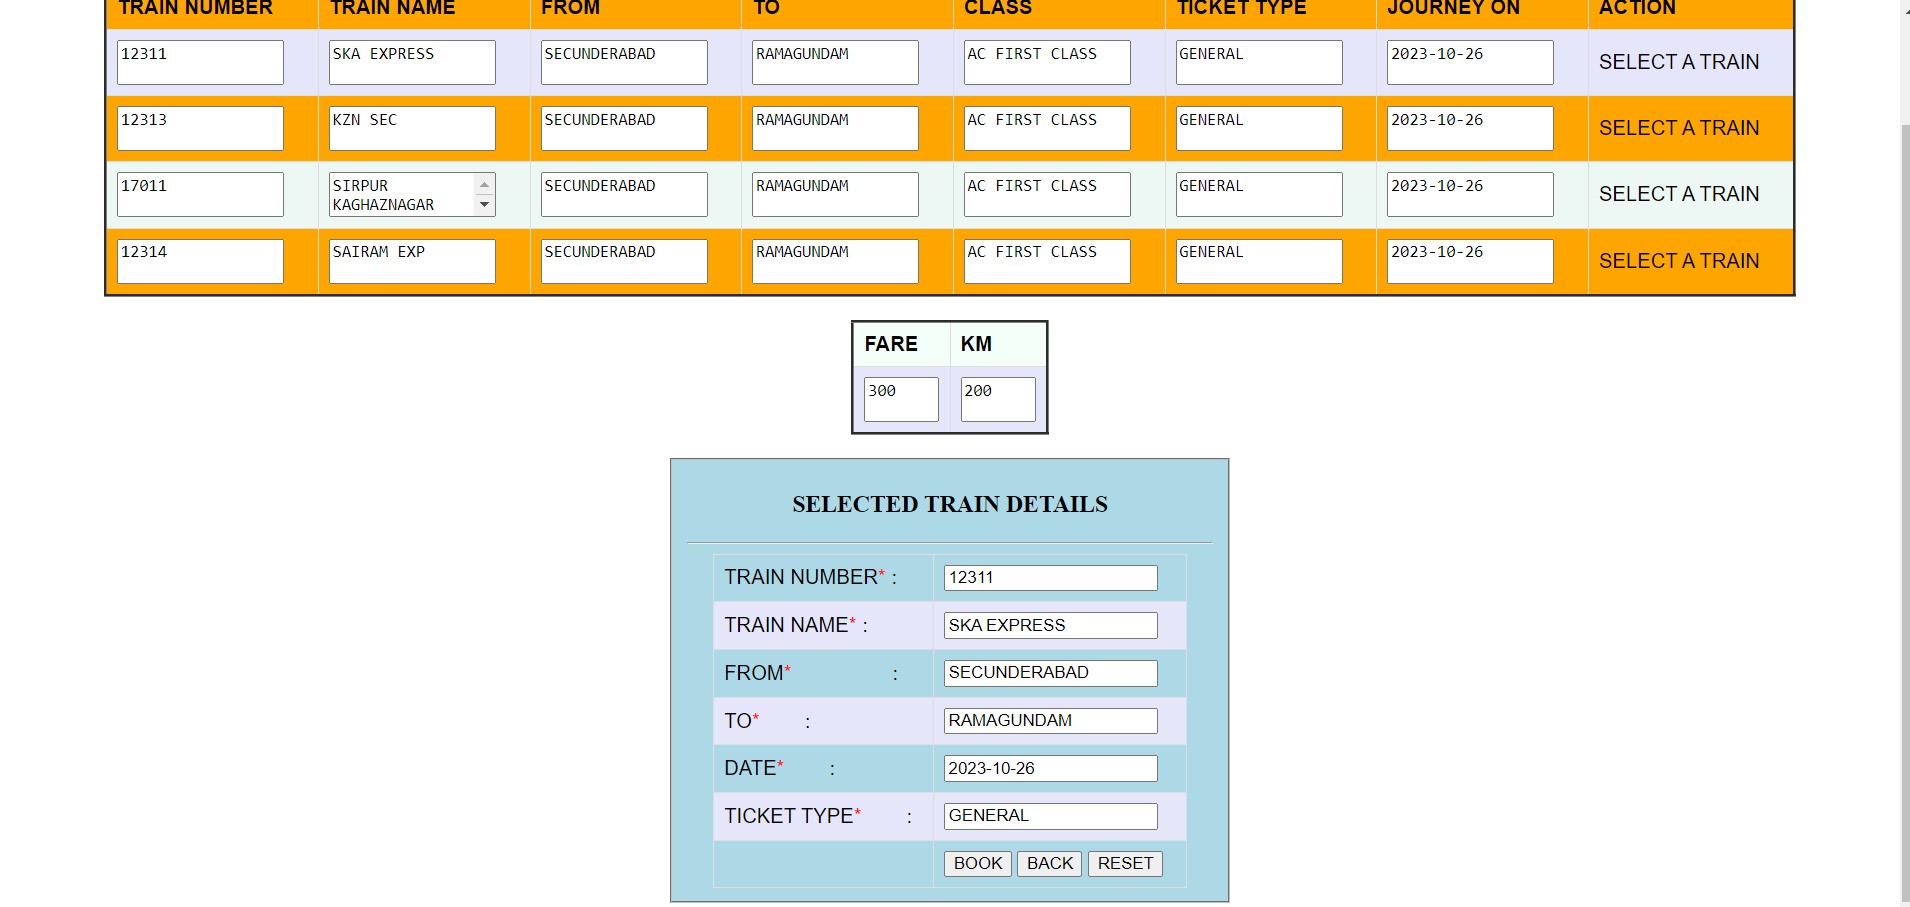 TRAIN NUMBER TRAIN NAME FROM TO CLASS TICKET TYPE JOURNEY ON ACTION
12311 SKA EXPRESS SECUNDERABAD RAMAGUNDAM AC FIRST CLASS GENERAL 2023-10-26 SELECT A TRAIN
12313 KZN SEC SECUNDERABAD RAMAGUNDAM AC FIRST CLASS GENERAL 2023-10-26 SELECT A TRAIN
17011 SIRPUR KAGHAZNAGAR SECUNDERABAD RAMAGUNDAM AC FIRST CLASS GENERAL 2023-10-26 SELECT A TRAIN
12314 SAIRAM EXP SECUNDERABAD RAMAGUNDAM AC FIRST CLASS GENERAL 2023-10-26 SELECT A TRAIN
FARE KM
300 200
SELECTED TRAIN DETAILS
TRAIN NUMBER* : 12311
TRAIN NAME* : SKA EXPRESS
FROM* : SECUNDERABAD
TO* : RAMAGUNDAM
DATE* : 2023-10-26
TICKET TYPE* : GENERAL
BOOK BACK RESET